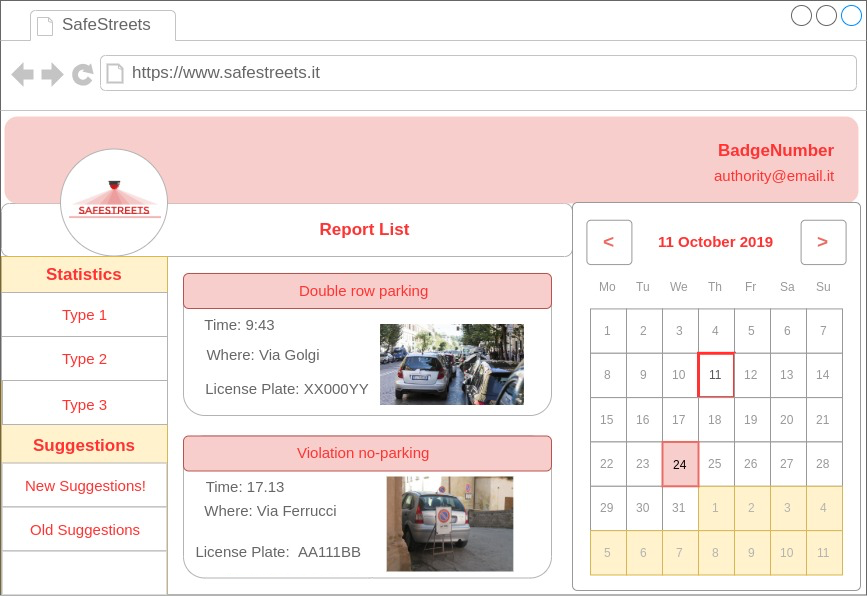 SafeStreets
https://www.safestreets.it
BadgeNumber
authority@email.it
SAFESTREETS
Report List
Statistics
Type 1
Type 2
Type 3
Suggestions
New Suggestions!
Old Suggestions
Double row parking
Time: 9:43
Where: Via Golgi
License Plate: XX000YY
Violation no-parking
Time: 17.13
Where: Via Ferrucci
License Plate: AA111BB
< 11 October 2019 >
Mo Tu We Th Fr Sa Su
1 2 3 4 5 6 7
8 9 10 11 12 13 14
15 16 17 18 19 20 21
22 23 24 25 26 27 28
29 30 31 1 2 3 4
5 6 7 8 9 10 11